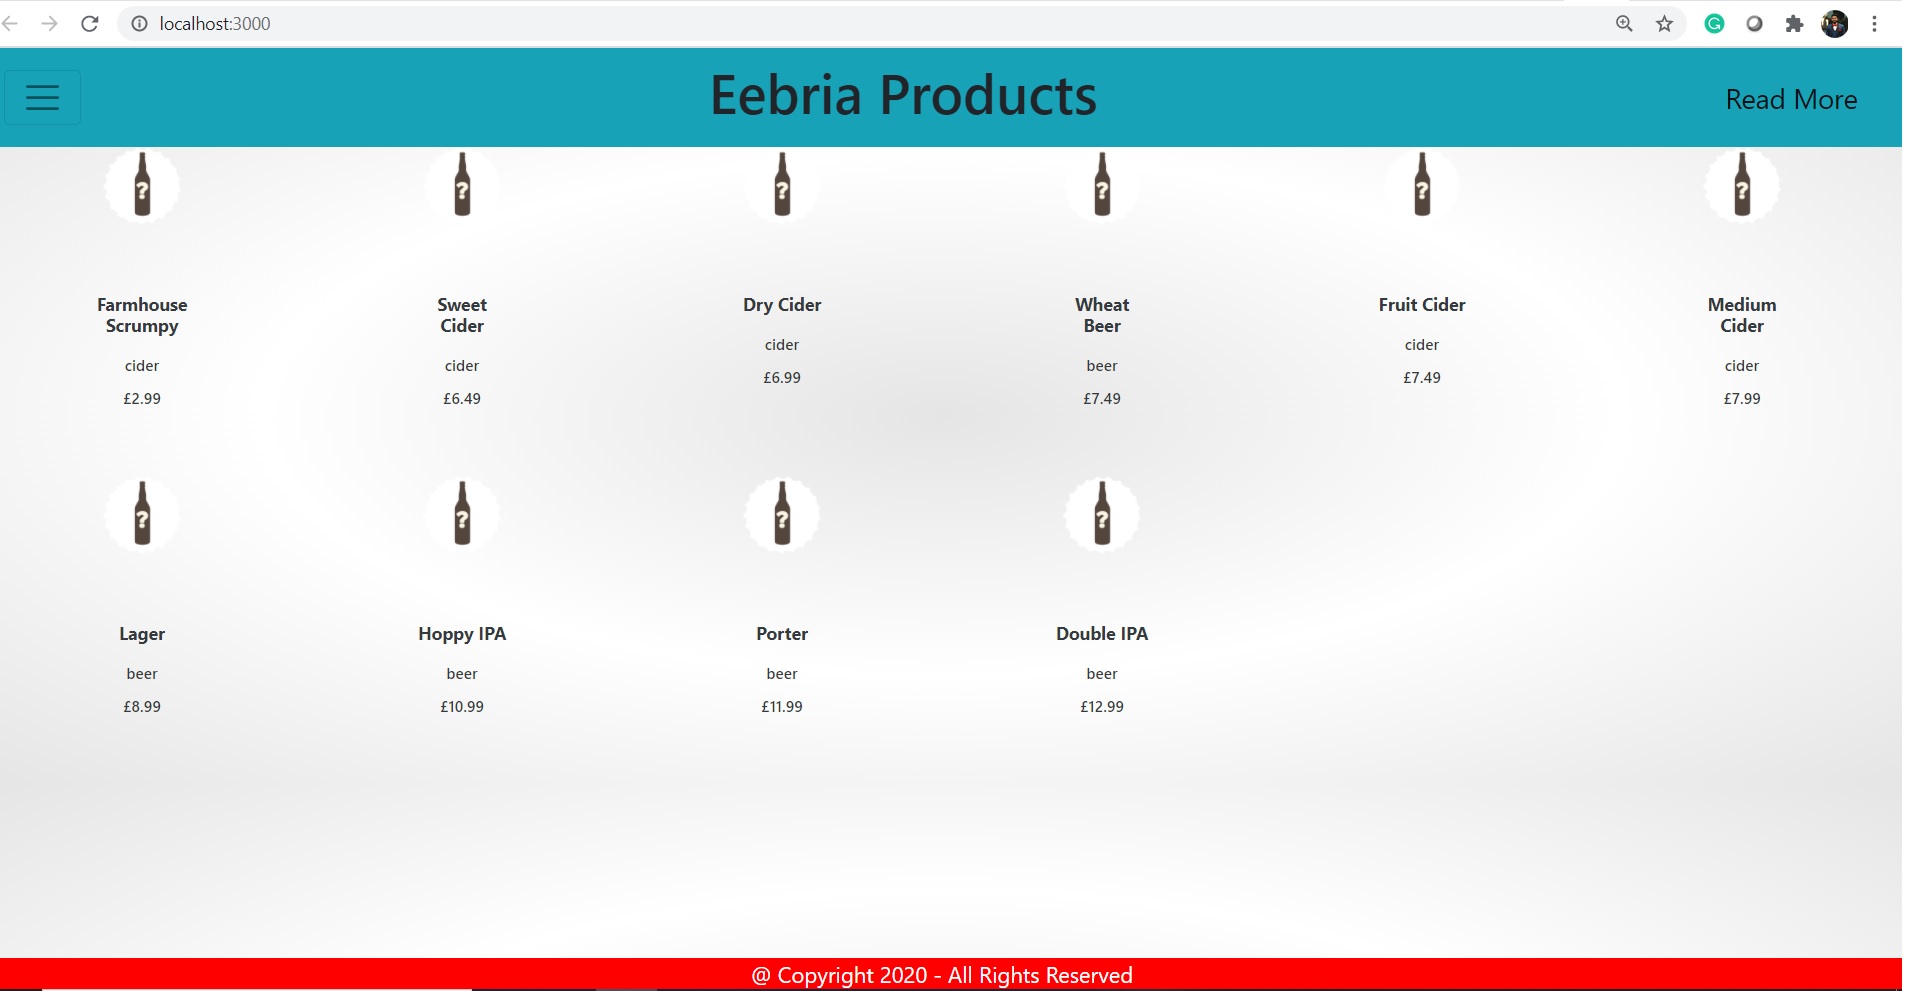 localhost:3000
Eebria Products
Read More
? ? ? ? ? ?
Farmhouse Scrumpy
cider
£2.99
Sweet Cider
cider
£6.49
Dry Cider
cider
£6.99
Wheat Beer
beer
£7.49
Fruit Cider
cider
£7.49
Medium Cider
cider
£7.99
? ? ? ?
Lager
beer
£8.99
Hoppy IPA
beer
£10.99
Porter
beer
£11.99
Double IPA
beer
£12.99
@ Copyright 2020 - All Rights Reserved